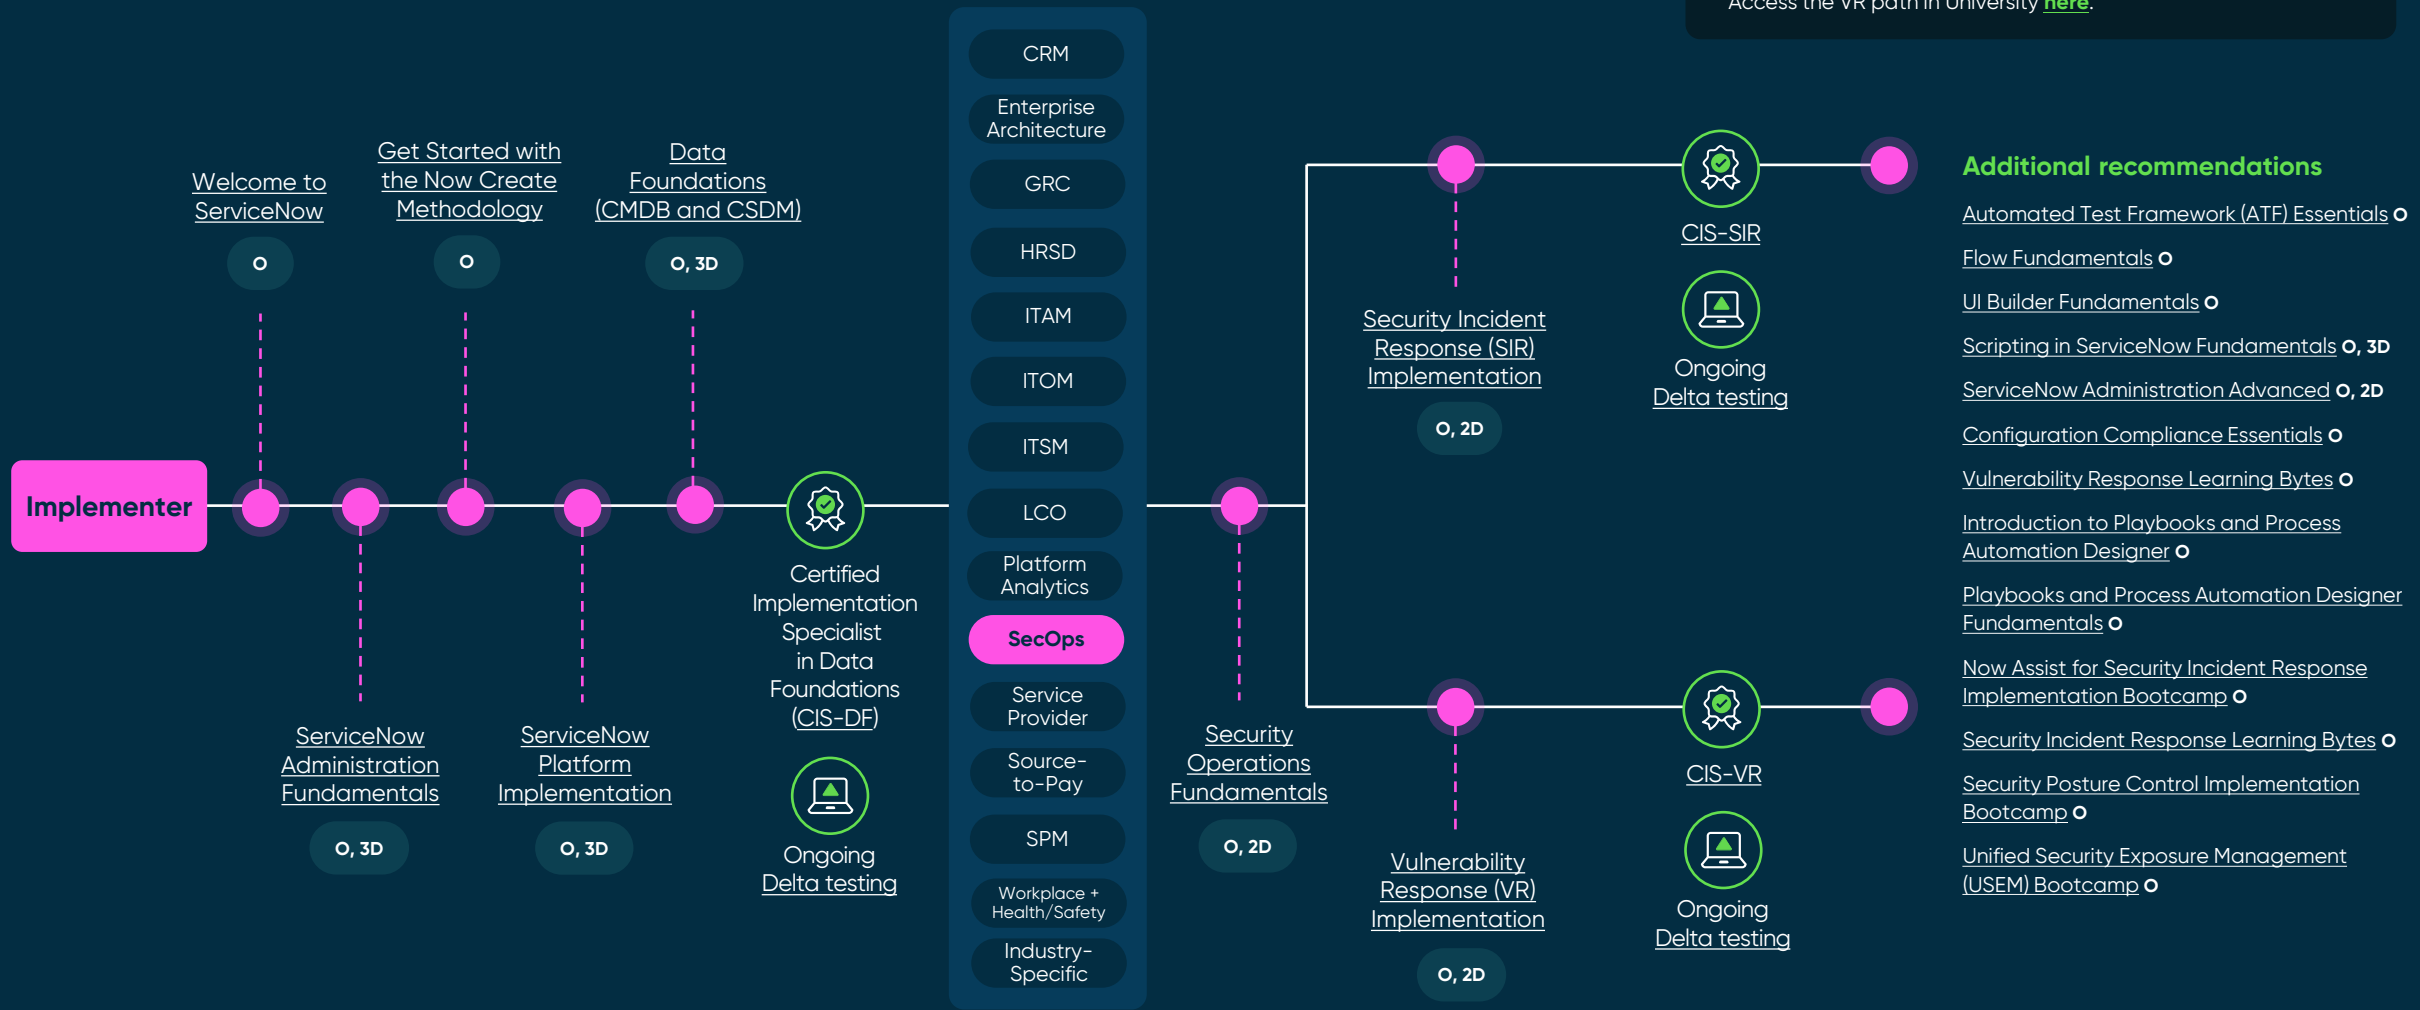 Access the VR path in University here.
Implementer
Welcome to
ServiceNow
O
ServiceNow
Administration
Fundamentals
O, 3D
Get Started with
the Now Create
Methodology
O
ServiceNow
Platform
Implementation
O, 3D
Data
Foundations
(CMDB and CSDM)
O, 3D
Certified
Implementation
Specialist
in Data
Foundations
(CIS-DF)
Ongoing
Delta testing
CRM
Enterprise
Architecture
GRC
HRSD
ITAM
ITOM
ITSM
LCO
Platform
Analytics
SecOps
Service
Provider
Source-
to-Pay
SPM
Workplace +
Health/Safety
Industry-
Specific
Security
Operations
Fundamentals
O, 2D
Security Incident
Response (SIR)
Implementation
O, 2D
CIS-SIR
Ongoing
Delta testing
Vulnerability
Response (VR)
Implementation
O, 2D
CIS-VR
Ongoing
Delta testing
Additional recommendations
Automated Test Framework (ATF) Essentials O
Flow Fundamentals O
UI Builder Fundamentals O
Scripting in ServiceNow Fundamentals O, 3D
ServiceNow Administration Advanced O, 2D
Configuration Compliance Essentials O
Vulnerability Response Learning Bytes O
Introduction to Playbooks and Process
Automation Designer O
Playbooks and Process Automation Designer
Fundamentals O
Now Assist for Security Incident Response
Implementation Bootcamp O
Security Incident Response Learning Bytes O
Security Posture Control Implementation
Bootcamp O
Unified Security Exposure Management
(USEM) Bootcamp O